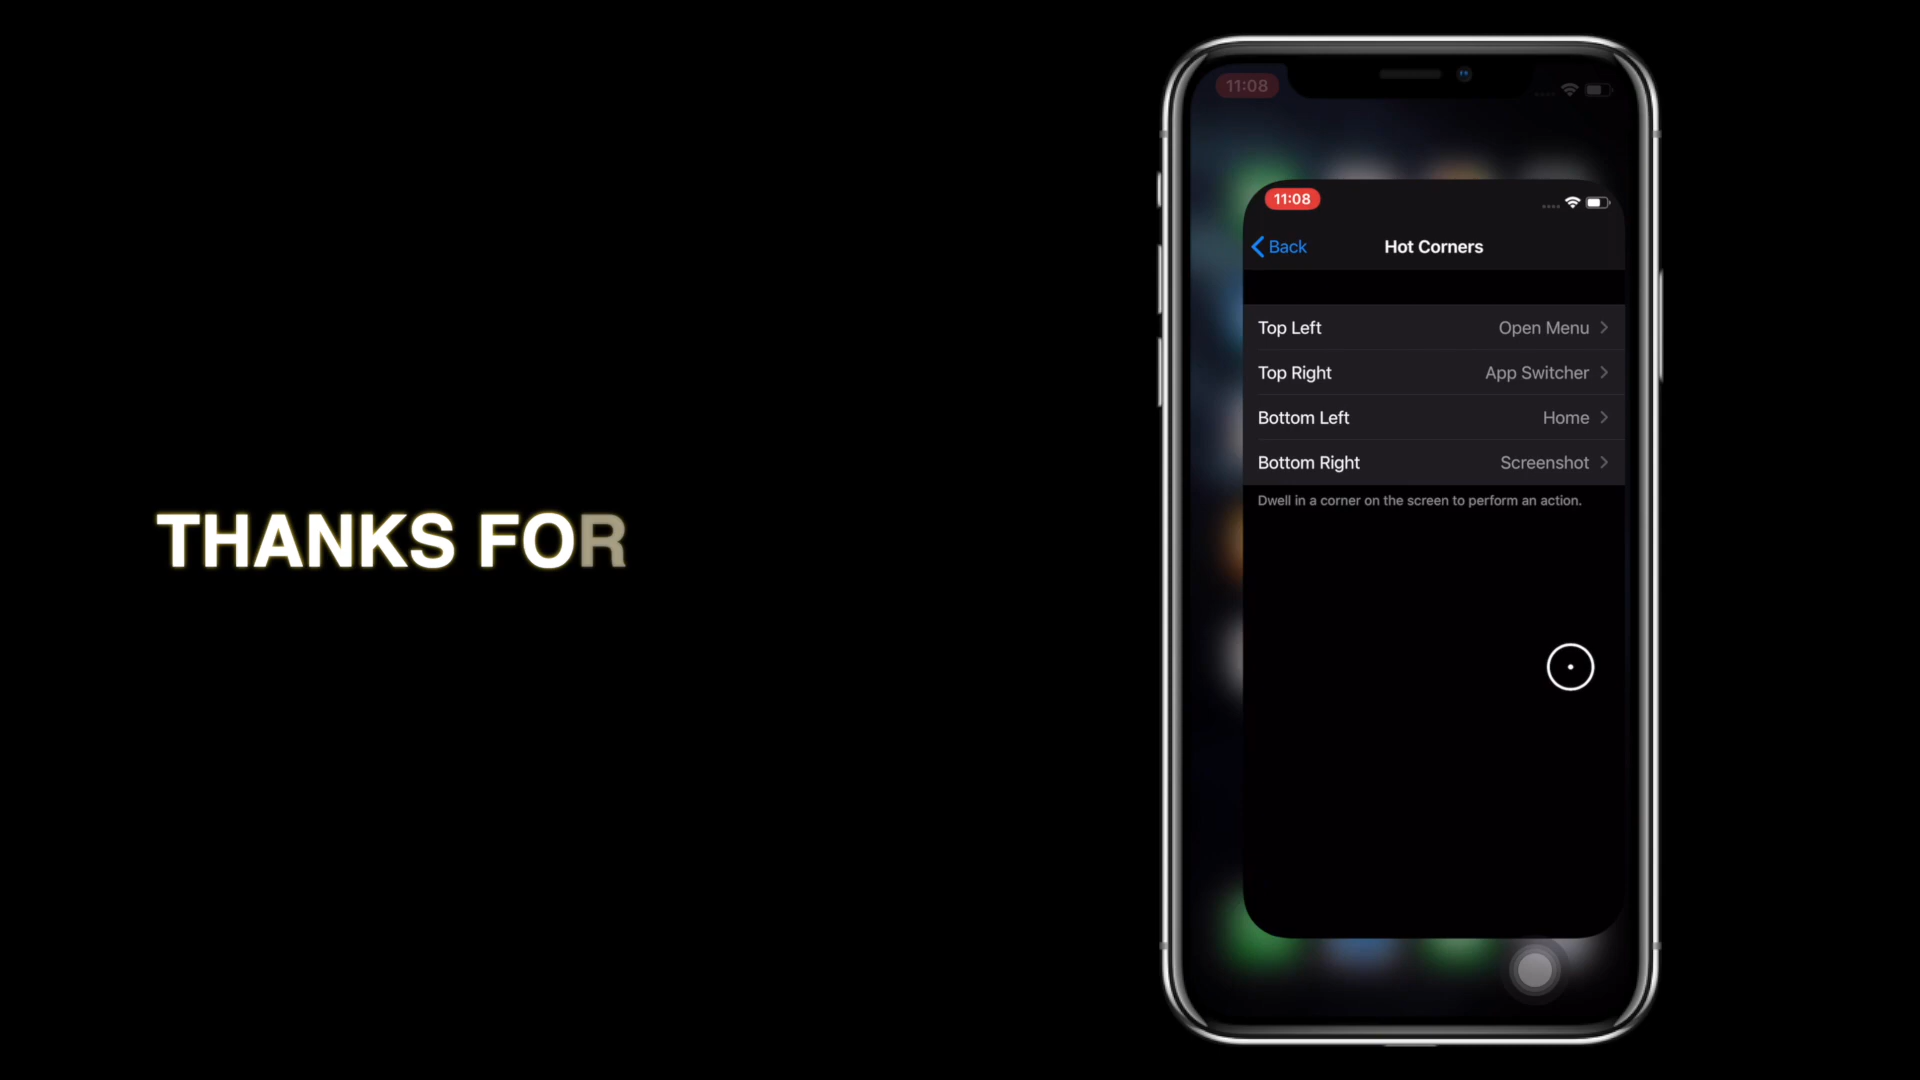 THANKS FOR
11:08
11:08
Back
Hot Corners
Top Left
Open Menu
Top Right
App Switcher
Bottom Left
Home
Bottom Right
Screenshot
Dwell in a corner on the screen to perform an action.